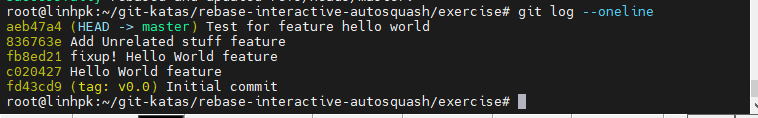 root@linhpk:~/git-katas/rebase-interactive-autosquash/exercise# git log --oneline
aeb47a4 (HEAD -> master) Test for feature hello world
836763e Add Unrelated stuff feature
fb8ed21 fixup! Hello World feature
c020427 Hello World feature
fd43cd9 (tag: v0.0) Initial commit
root@linhpk:~/git-katas/rebase-interactive-autosquash/exercise#